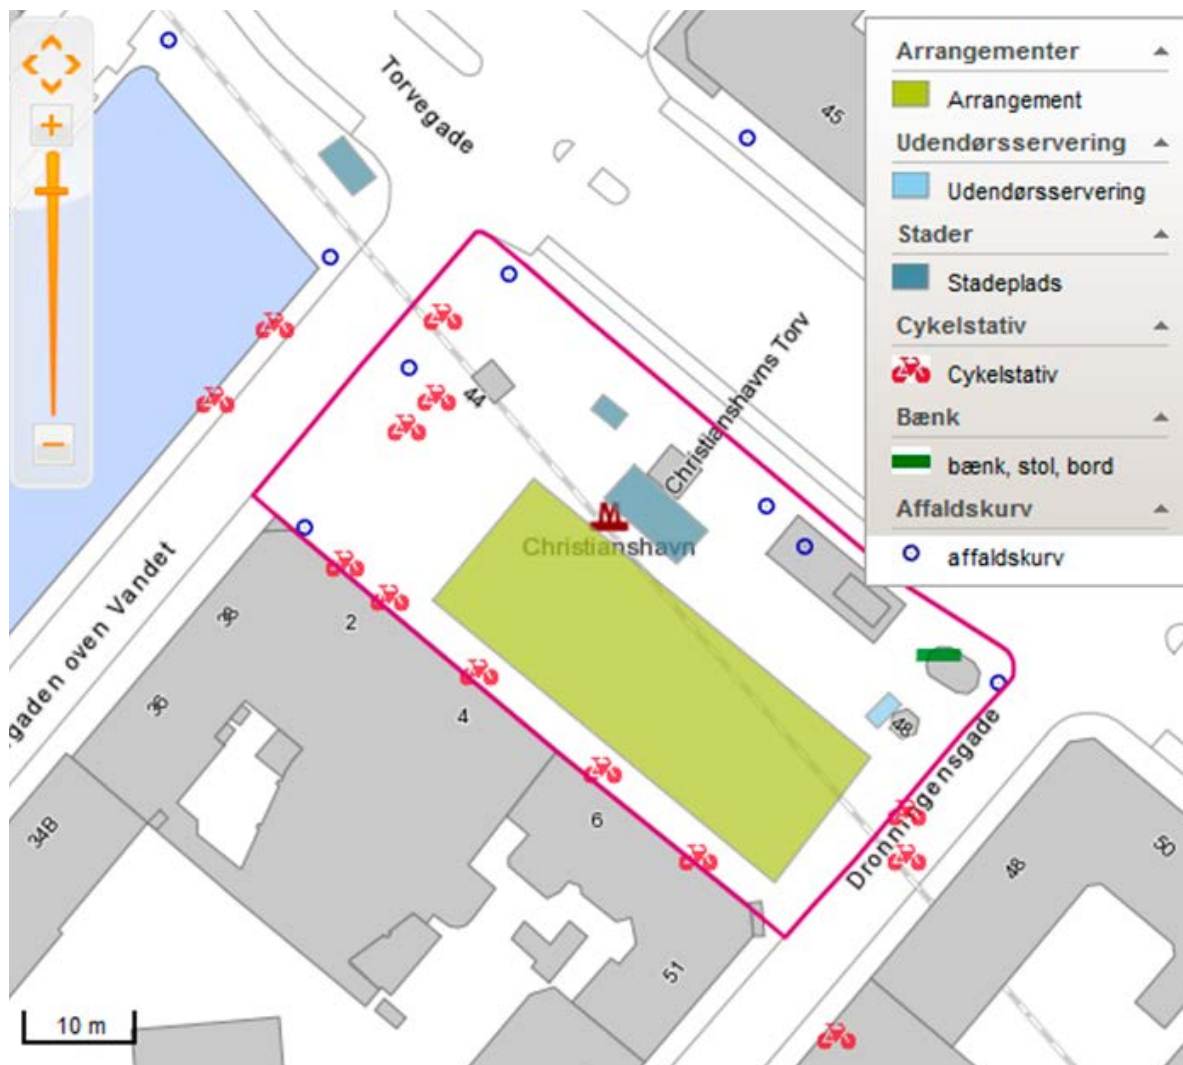 Torvegade
45
44
Christianshavns Torv
M
Christianshavn
gaden oven Vandet
38
2
36
4
34B
6
51
48
Dronningensgade
48
50
10 m
Arrangementer
Arrangement
Udendørsservering
Udendørsservering
Stader
Stadeplads
Cykelstativ
Cykelstativ
Bænk
bænk, stol, bord
Affaldskurv
affaldskurv